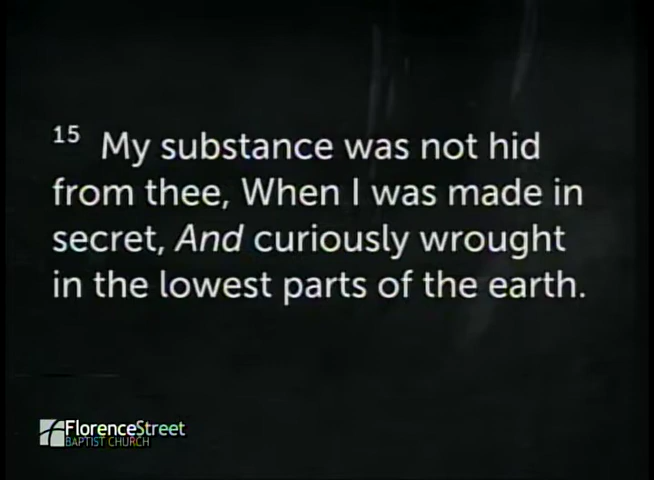 15 My substance was not hid
from thee, When I was made in
secret, And curiously wrought
in the lowest parts of the earth.
FlorenceStreet
BAPTIST CHURCH